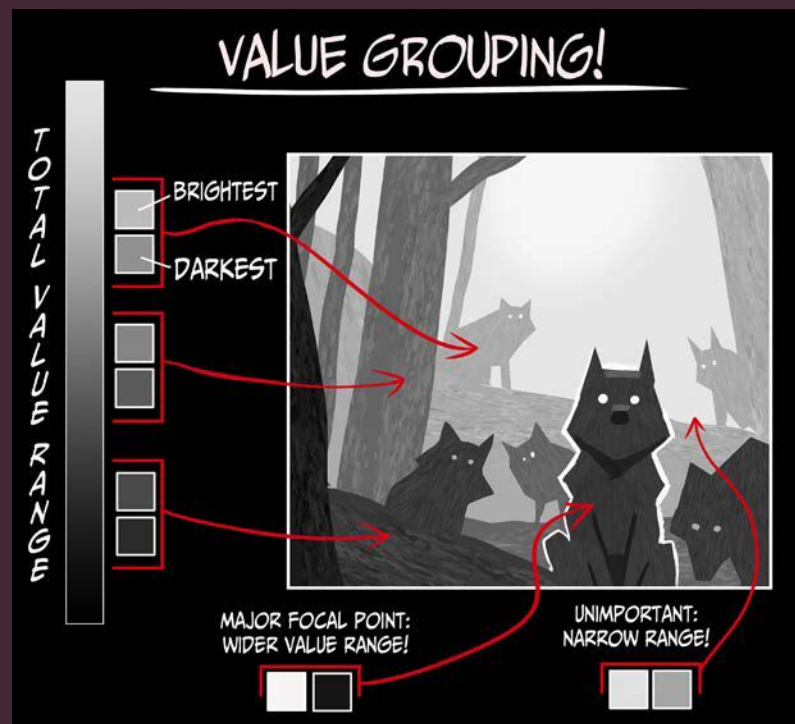 VALUE GROUPING!
TOTAL VALUE RANGE
BRIGHTEST
DARKEST
MAJOR FOCAL POINT:
WIDER VALUE RANGE!
UNIMPORTANT:
NARROW RANGE!